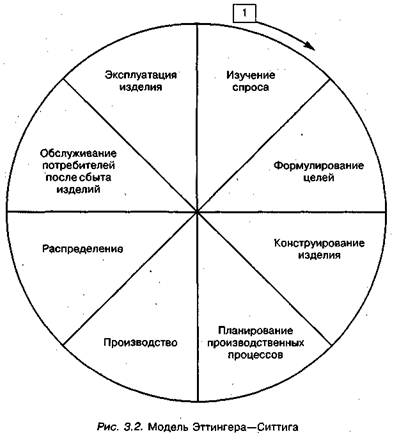 1
Эксплуатация
изделия
Изучение
спроса
Обслуживание
потребителей
после сбыта
изделий
Формулирование
целей
Распределение
Конструирование
изделия
Производство
Планирование
производственных
процессов
Рис. 3.2. Модель Эттингера—Ситтига